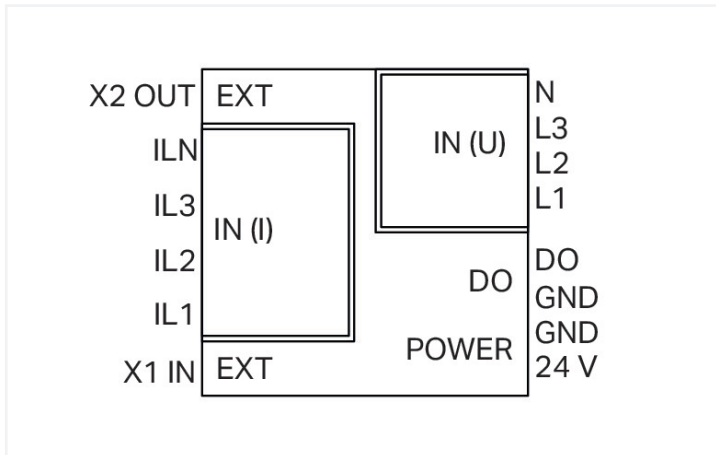 X2 OUT EXT N
L3
ILN IN (U)
L2
IL3 L1
IN (I)
IL2 DO
DO
GND
IL1 GND
POWER
X1 IN EXT 24 V